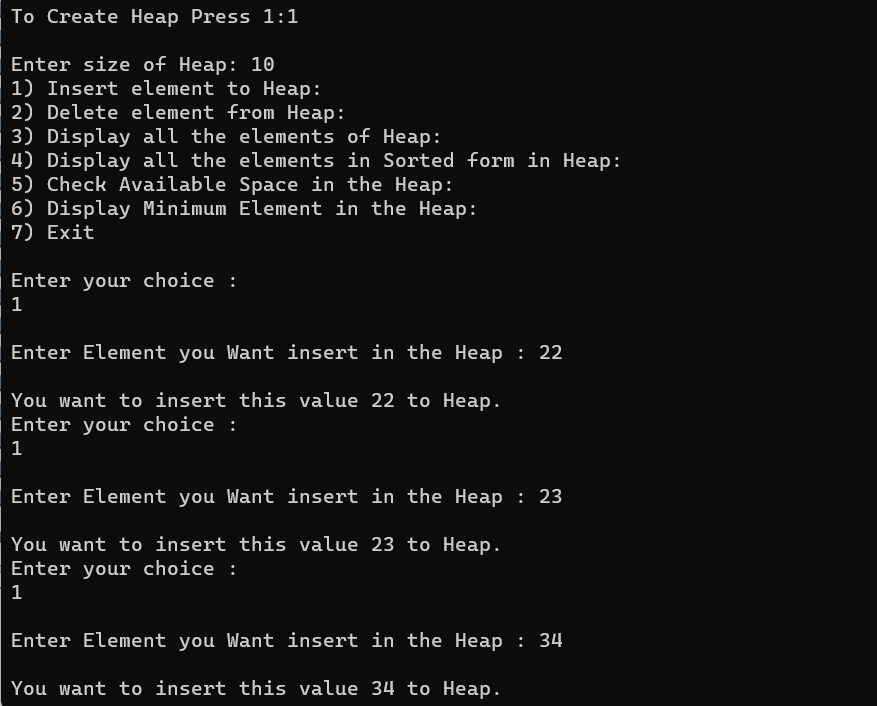 To Create Heap Press 1:1
Enter size of Heap: 10
1) Insert element to Heap:
2) Delete element from Heap:
3) Display all the elements of Heap:
4) Display all the elements in Sorted form in Heap:
5) Check Available Space in the Heap:
6) Display Minimum Element in the Heap:
7) Exit
Enter your choice :
1
Enter Element you Want insert in the Heap : 22
You want to insert this value 22 to Heap.
Enter your choice :
1
Enter Element you Want insert in the Heap : 23
You want to insert this value 23 to Heap.
Enter your choice :
1
Enter Element you Want insert in the Heap : 34
You want to insert this value 34 to Heap.